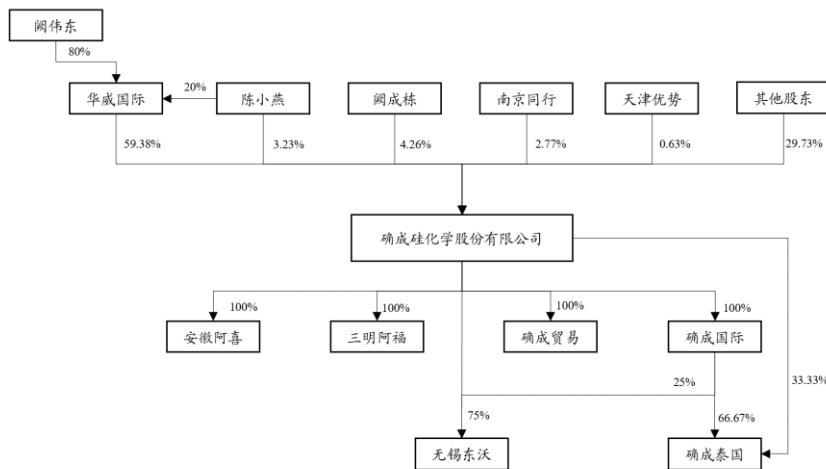 阙伟东
80%
华威国际
20%
陈小燕
阙成栋
南京同行
天津优势
其他股东
59.38%
3.23%
4.26%
2.77%
0.63%
29.73%
确成硅化学股份有限公司
100%
100%
100%
100%
安徽阿喜
三明阿福
确成贸易
确成国际
25%
33.33%
75%
66.67%
无锡东沃
确成泰国